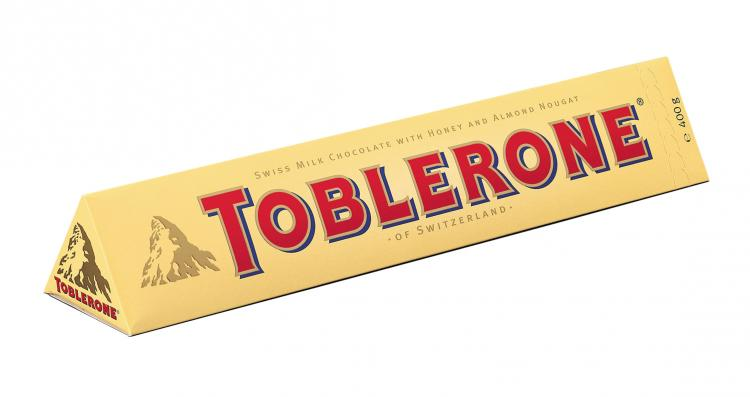 SWISS MILK CHOCOLATE WITH HONEY AND ALMOND NOUGAT
TOBLERONE®
· OF SWITZERLAND ·
400 g ℮
TOBLERONE®